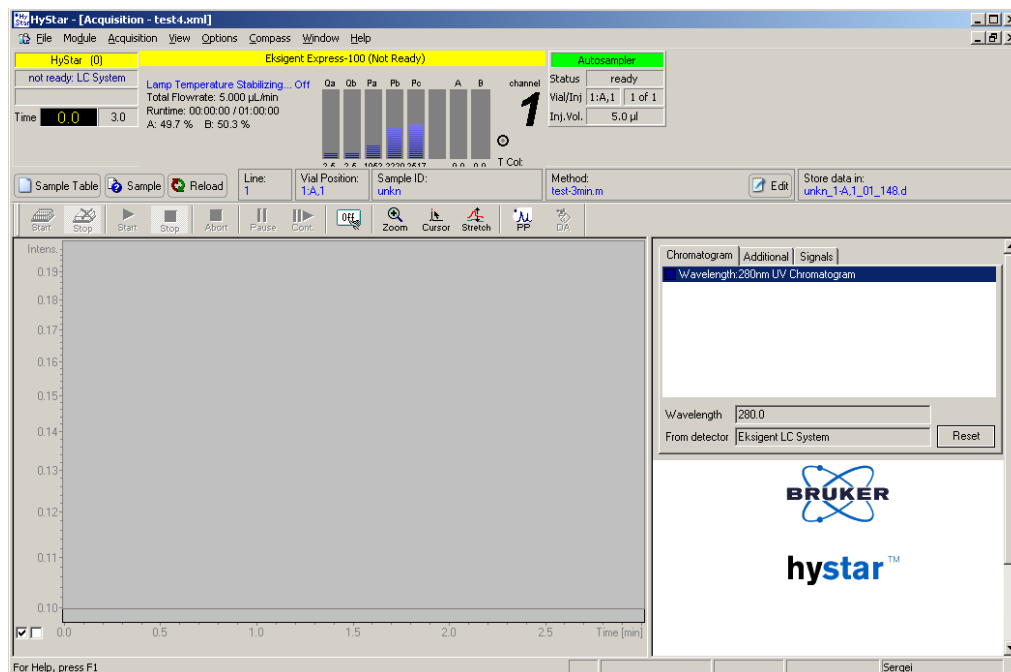 HyStar - [Acquisition - test4.xml]
File Module Acquisition View Options Compass Window Help
HyStar (0)
not ready: LC System
Time 0.0 3.0
Eksigent Express-100 (Not Ready)
Lamp Temperature Stabilizing... Off
Total Flowrate: 5.000 µL/min
Runtime: 00:00:00 / 01:00:00
A: 49.7 % B: 50.3 %
Qa Qb Pa Pb Pc A B channel
1
T Col:
Autosampler
Status ready
Vial/Inj 1:A,1 1 of 1
Inj.Vol. 5.0 µl
Sample Table Sample Reload
Line:
1
Vial Position:
1:A,1
Sample ID:
unkn
Method:
test-3min.m
Edit
Store data in:
unkn_1-A,1_01_148.d
Start Stop Start Stop Abort Pause Cont. Off Zoom Cursor Stretch PP DA
Intens.
0.19
0.18
0.17
0.16
0.15
0.14
0.13
0.12
0.11
0.10
0.0 0.5 1.0 1.5 2.0 2.5 Time [min]
Chromatogram Additional Signals
Wavelength:280nm UV Chromatogram
Wavelength 280.0
From detector Eksigent LC System Reset
BRUKER
hystar™
For Help, press F1
Sergei